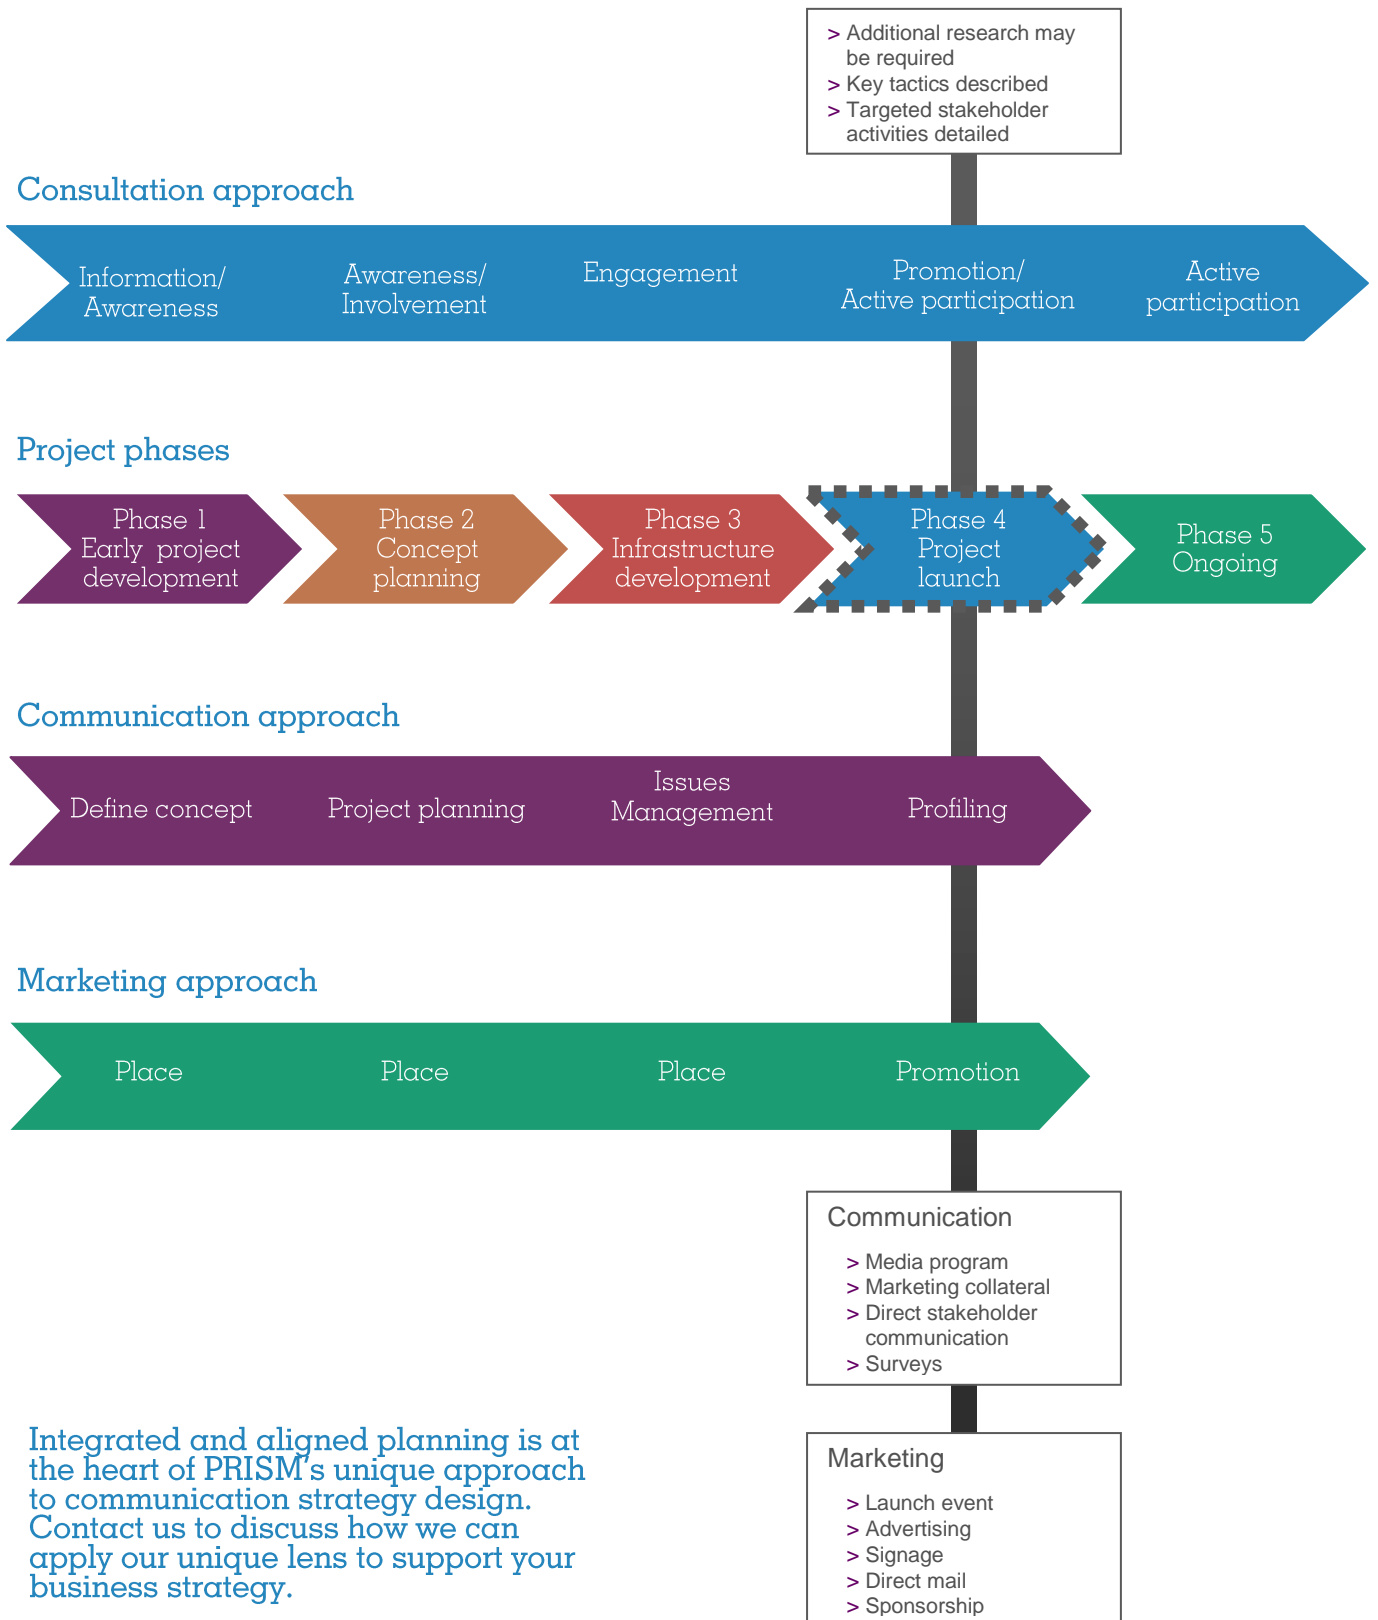 > Additional research may
be required
> Key tactics described
> Targeted stakeholder
activities detailed
Consultation approach
Information/
Awareness
Awareness/
Involvement
Engagement
Promotion/
Active participation
Active
participation
Project phases
Phase 1
Early project
development
Phase 2
Concept
planning
Phase 3
Infrastructure
development
Phase 4
Project
launch
Phase 5
Ongoing
Communication approach
Define concept
Project planning
Issues
Management
Profiling
Marketing approach
Place
Place
Place
Promotion
Communication
> Media program
> Marketing collateral
> Direct stakeholder
communication
> Surveys
Integrated and aligned planning is at
the heart of PRISM's unique approach
to communication strategy design.
Contact us to discuss how we can
apply our unique lens to support your
business strategy.
Marketing
> Launch event
> Advertising
> Signage
> Direct mail
> Sponsorship